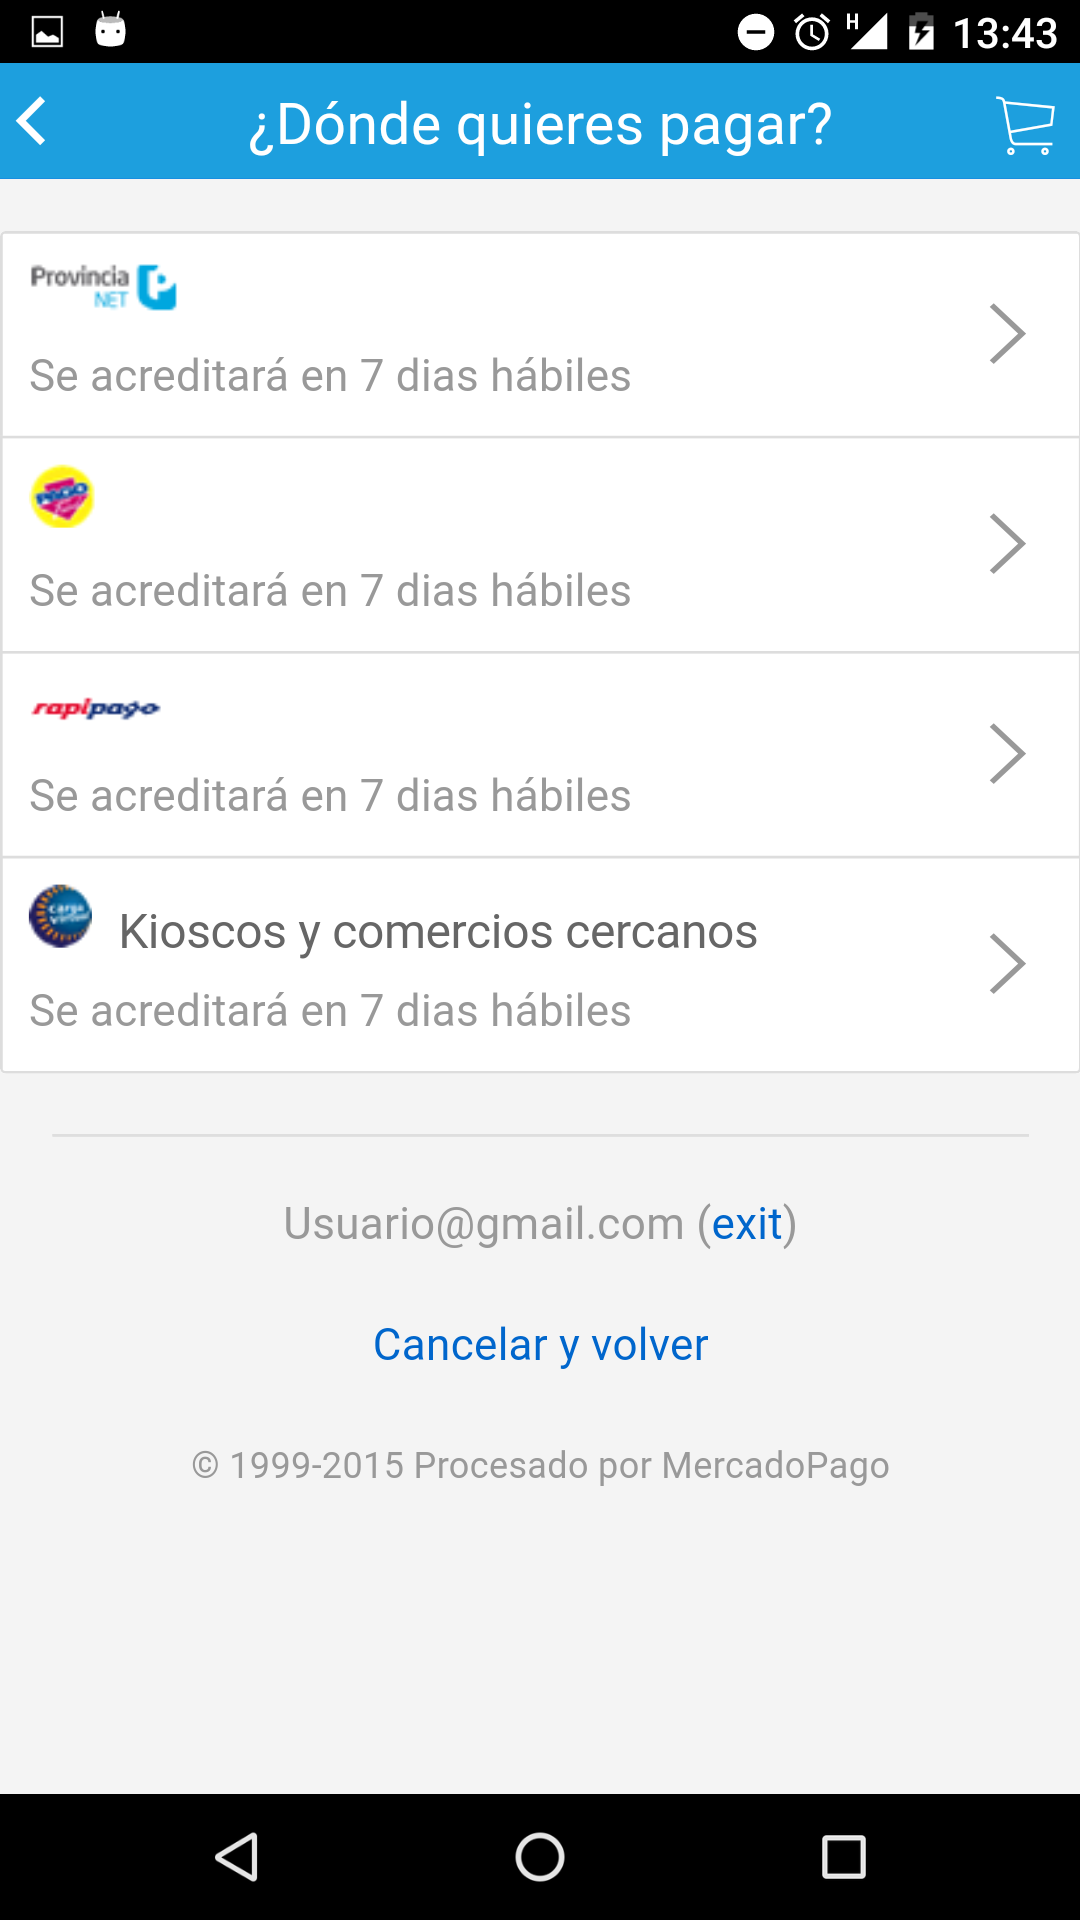 13:43
¿Dónde quieres pagar?
Provincia
NET
Se acreditará en 7 dias hábiles
PAGO
Se acreditará en 7 dias hábiles
rapipago
Se acreditará en 7 dias hábiles
Kioscos y comercios cercanos
Se acreditará en 7 dias hábiles
Usuario@gmail.com (exit)
Cancelar y volver
© 1999-2015 Procesado por MercadoPago